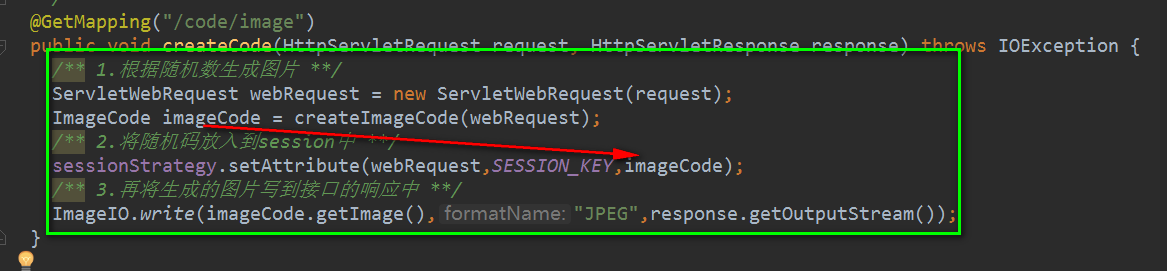 @GetMapping("/code/image")
public void createCode(HttpServletRequest request, HttpServletResponse response) throws IOException {
/** 1.根据随机数生成图片 **/
ServletWebRequest webRequest = new ServletWebRequest(request);
ImageCode imageCode = createImageCode(webRequest);
/** 2.将随机码放入到session中 **/
sessionStrategy.setAttribute(webRequest,SESSION_KEY,imageCode);
/** 3.再将生成的图片写到接口的响应中 **/
ImageIO.write(imageCode.getImage(), formatName: "JPEG",response.getOutputStream());
}